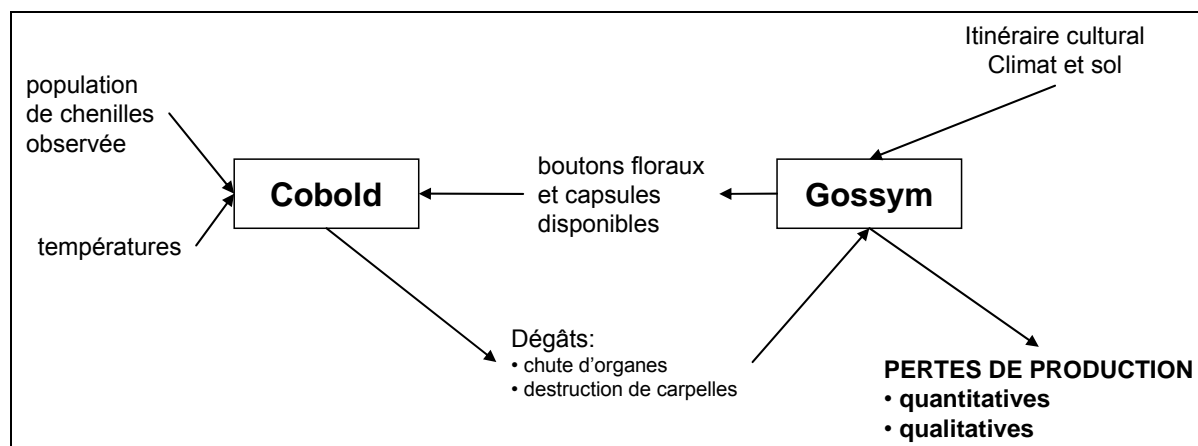 Itinéraire cultural
Climat et sol
population
de chenilles
observée
températures
Cobold
boutons floraux
et capsules
disponibles
Gossym
Dégâts:
• chute d'organes
• destruction de carpelles
PERTES DE PRODUCTION
• quantitatives
• qualitatives